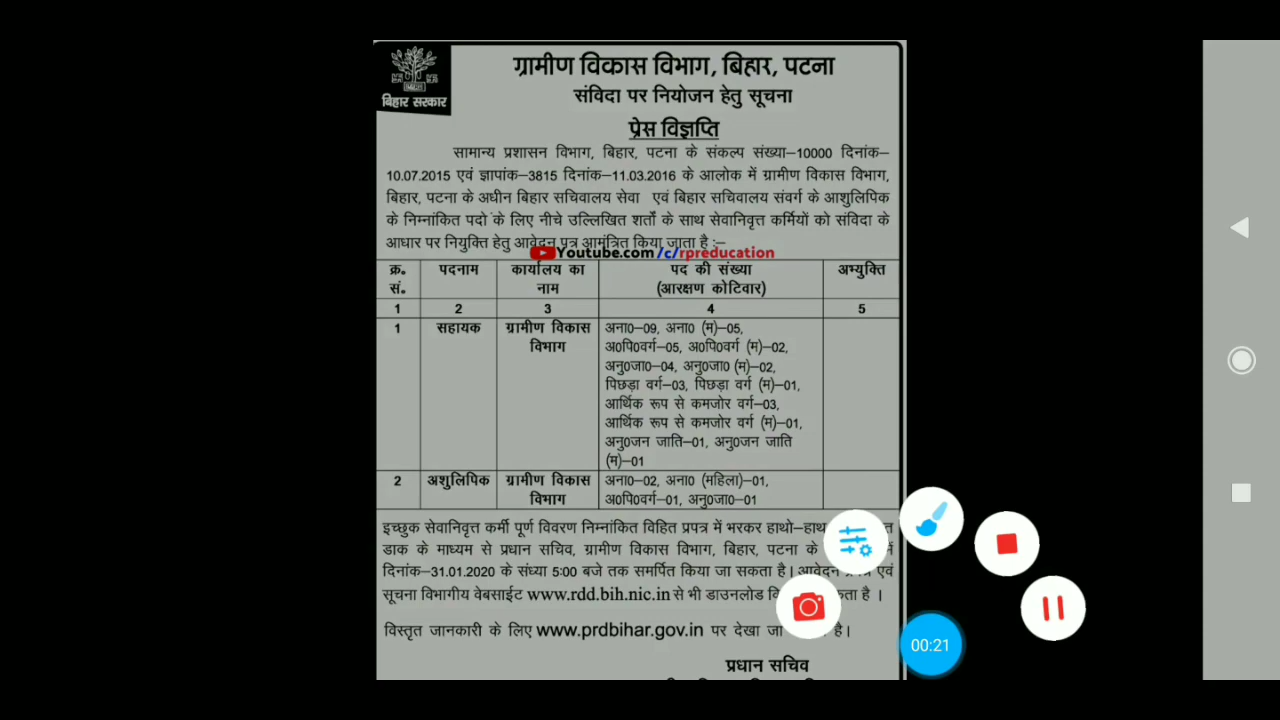 बिहार सरकार
ग्रामीण विकास विभाग, बिहार, पटना
संविदा पर नियोजन हेतु सूचना
प्रेस विज्ञप्ति
सामान्य प्रशासन विभाग, बिहार, पटना के संकल्प संख्या–10000 दिनांक–
10.07.2015 एवं ज्ञापांक–3815 दिनांक–11.03.2016 के आलोक में ग्रामीण विकास विभाग,
बिहार, पटना के अधीन बिहार सचिवालय सेवा एवं बिहार सचिवालय संवर्ग के आशुलिपिक
के निम्नांकित पदो के लिए नीचे उल्लिखित शर्तों के साथ सेवानिवृत्त कर्मियों को संविदा के
आधार पर नियुक्ति हेतु आवेदन पत्र आमंत्रित किया जाता है :–
Youtube.com/c/rpreducation
क्र० सं० पदनाम कार्यालय का नाम पद की संख्या (आरक्षण कोटिवार) अभ्युक्ति
1 2 3 4 5
1 सहायक ग्रामीण विकास विभाग अना0–09, अना0 (म)–05,
अ0पि0वर्ग–05, अ0पि0वर्ग (म)–02,
अनु0जा0–04, अनु0जा0 (म)–02,
पिछड़ा वर्ग–03, पिछड़ा वर्ग (म)–01,
आर्थिक रूप से कमजोर वर्ग–03,
आर्थिक रूप से कमजोर वर्ग (म)–01,
अनु0जन जाति–01, अनु0जन जाति
(म)–01
2 अशुलिपिक ग्रामीण विकास विभाग अना0–02, अना0 (महिला)–01,
अ0पि0वर्ग–01, अनु0जा0–01
इच्छुक सेवानिवृत्त कर्मी पूर्ण विवरण निम्नांकित विहित प्रपत्र में भरकर हाथो–हाथ
डाक के माध्यम से प्रधान सचिव, ग्रामीण विकास विभाग, बिहार, पटना के
दिनांक–31.01.2020 के संध्या 5:00 बजे तक समर्पित किया जा सकता है। आवेदन एवं
सूचना विभागीय वेबसाईट www.rdd.bih.nic.in से भी डाउनलोड है ।
विस्तृत जानकारी के लिए www.prdbihar.gov.in पर देखा जा है।
प्रधान सचिव
00:21